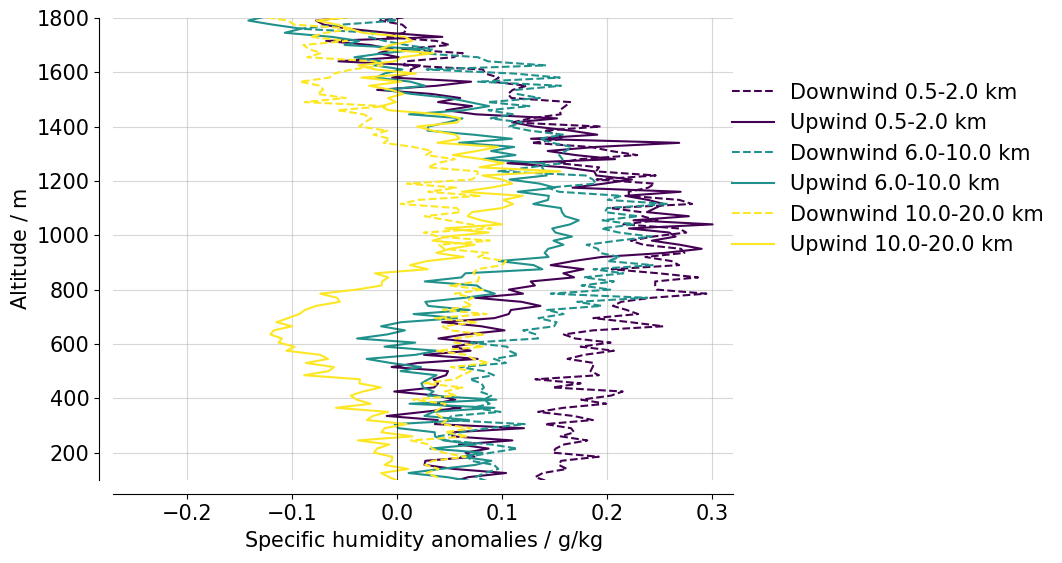 1800
1600
1400
1200
1000
800
600
400
200
Altitude / m
−0.2
−0.1
0.0
0.1
0.2
0.3
Specific humidity anomalies / g/kg
Downwind 0.5-2.0 km
Upwind 0.5-2.0 km
Downwind 6.0-10.0 km
Upwind 6.0-10.0 km
Downwind 10.0-20.0 km
Upwind 10.0-20.0 km